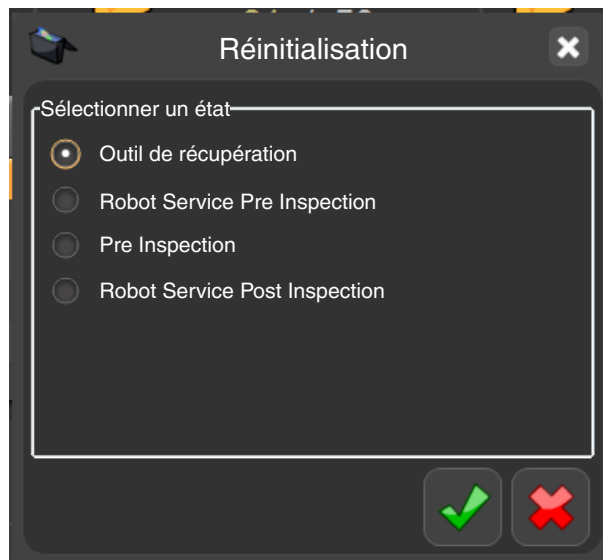 Réinitialisation
Sélectionner un état
Outil de récupération
Robot Service Pre Inspection
Pre Inspection
Robot Service Post Inspection